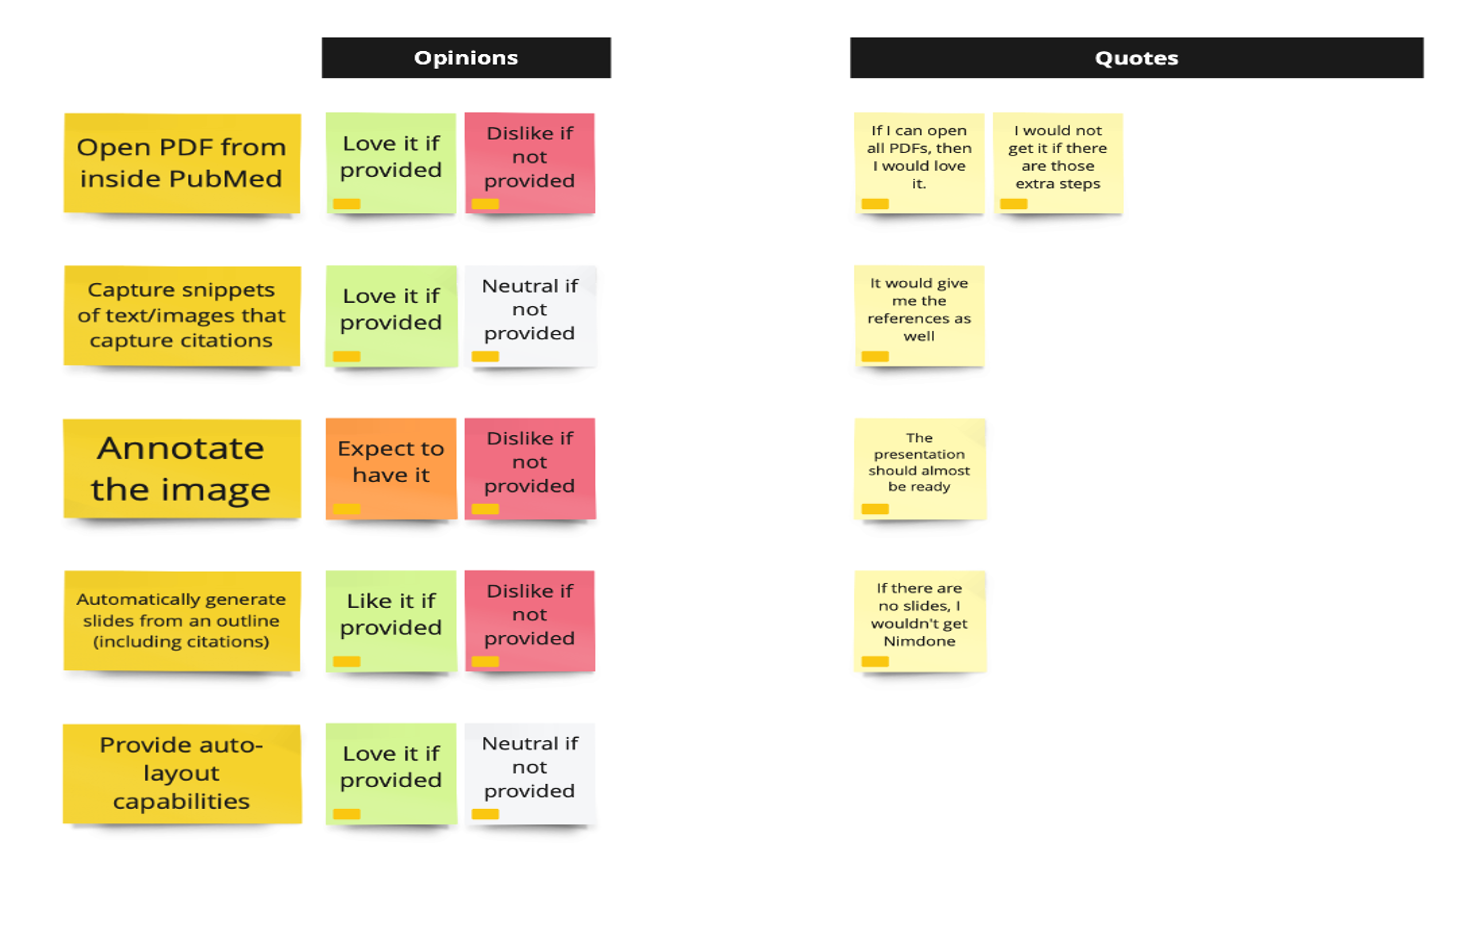 Opinions
Quotes
Open PDF from
inside PubMed
Love it if
provided
Dislike if
not
provided
If I can open
all PDFs, then
I would love
it.
I would not
get it if there
are those
extra steps
Capture snippets
of text/images that
capture citations
Love it if
provided
Neutral if
not
provided
It would give
me the
references as
well
Annotate
the image
Expect to
have it
Dislike if
not
provided
The
presentation
should almost
be ready
Automatically generate
slides from an outline
(including citations)
Like it if
provided
Dislike if
not
provided
If there are
no slides, I
wouldn't get
Nimdone
Provide auto-
layout
capabilities
Love it if
provided
Neutral if
not
provided